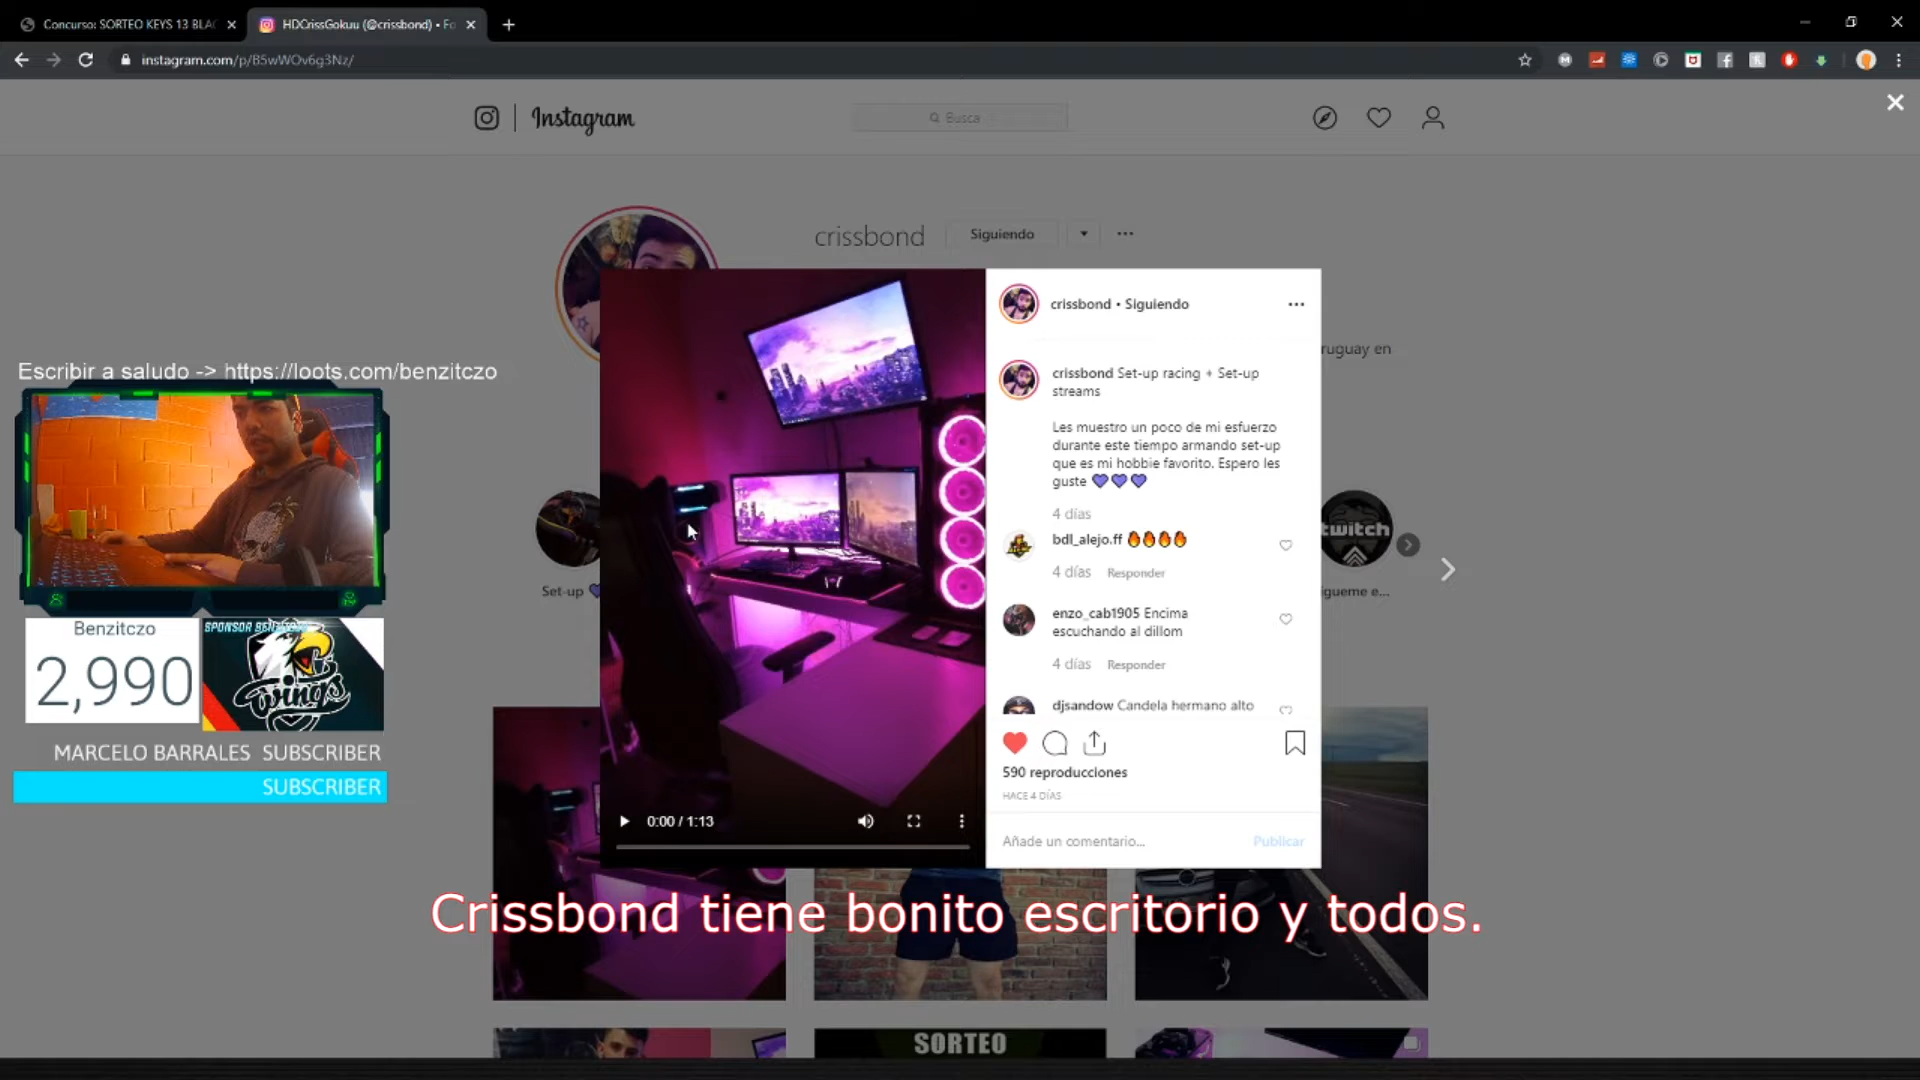 Concurso: SORTEO KEYS 13 BLAC
HDCrissGokuu (@crissbond) • Fo
instagram.com/p/B5wWOv6g3Nz/
Instagram
Busca
crissbond
Siguiendo
ruguay en
crissbond • Siguiendo
crissbond Set-up racing + Set-up
streams
Les muestro un poco de mi esfuerzo
durante este tiempo armando set-up
que es mi hobbie favorito. Espero les
guste 💜💜💜
4 días
bdl_alejo.ff 🔥🔥🔥🔥
4 días Responder
enzo_cab1905 Encima
escuchando al dillom
4 días Responder
djsandow Candela hermano alto
590 reproducciones
HACE 4 DÍAS
Añade un comentario...
Publicar
0:00 / 1:13
Set-up 💜
twitch
igueme e...
Escribir a saludo -> https://loots.com/benzitczo
Benzitczo
2,990
SPONSOR
Wings
MARCELO BARRALES SUBSCRIBER
SUBSCRIBER
Crissbond tiene bonito escritorio y todos.
SORTEO